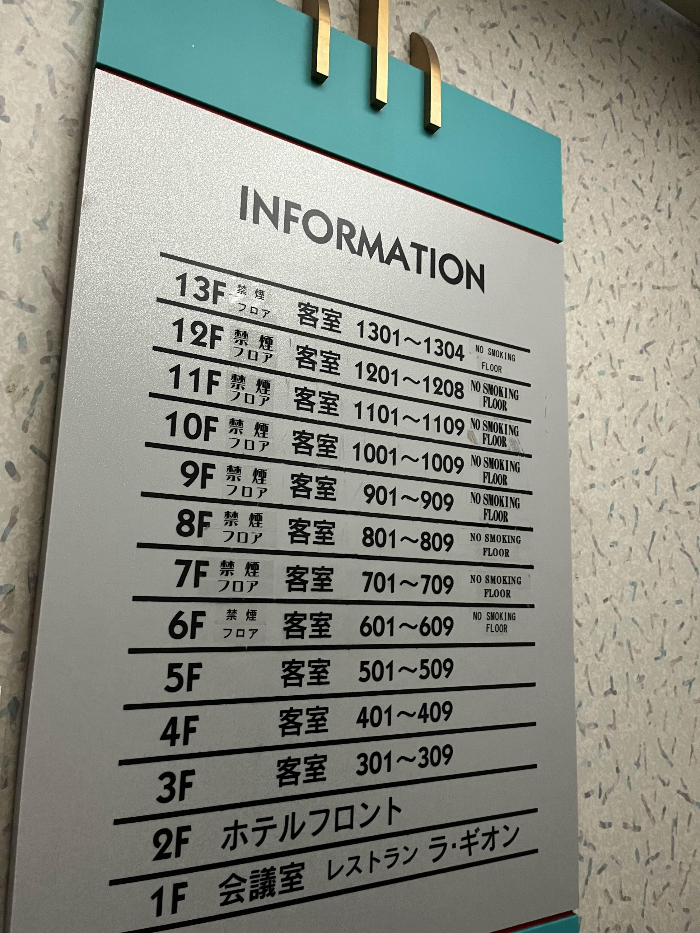 INFORMATION
13F 禁煙フロア 客室 1301～1304 NO SMOKING FLOOR
12F 禁煙フロア 客室 1201～1208 NO SMOKING FLOOR
11F 禁煙フロア 客室 1101～1109 NO SMOKING FLOOR
10F 禁煙フロア 客室 1001～1009 NO SMOKING FLOOR
9F 禁煙フロア 客室 901～909 NO SMOKING FLOOR
8F 禁煙フロア 客室 801～809 NO SMOKING FLOOR
7F 禁煙フロア 客室 701～709 NO SMOKING FLOOR
6F 禁煙フロア 客室 601～609 NO SMOKING FLOOR
5F 客室 501～509
4F 客室 401～409
3F 客室 301～309
2F ホテルフロント
1F 会議室 レストラン ラ・ギオン